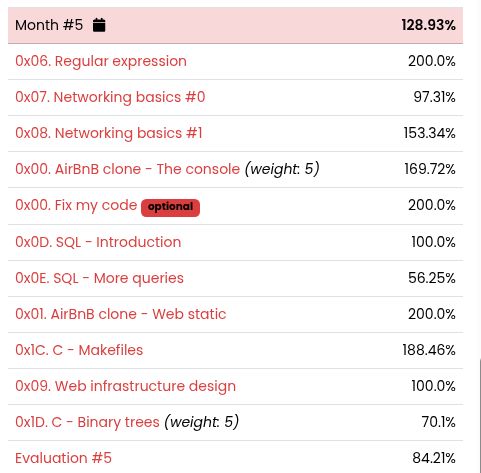 Month #5 128.93%
0x06. Regular expression 200.0%
0x07. Networking basics #0 97.31%
0x08. Networking basics #1 153.34%
0x00. AirBnB clone - The console (weight: 5) 169.72%
0x00. Fix my code optional 200.0%
0x0D. SQL - Introduction 100.0%
0x0E. SQL - More queries 56.25%
0x01. AirBnB clone - Web static 200.0%
0x1C. C - Makefiles 188.46%
0x09. Web infrastructure design 100.0%
0x1D. C - Binary trees (weight: 5) 70.1%
Evaluation #5 84.21%